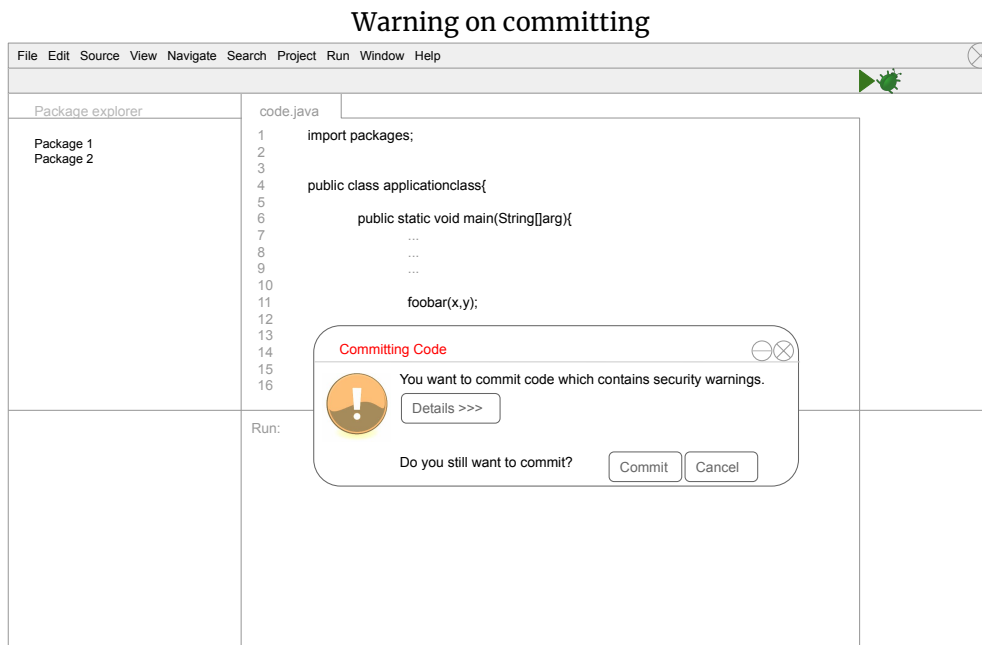 Warning on committing
File Edit Source View Navigate Search Project Run Window Help
Package explorer
Package 1
Package 2
code.java
1 import packages;
2
3
4 public class applicationclass{
5
6 public static void main(String[]arg){
7 ...
8 ...
9 ...
10
11 foobar(x,y);
12
13
14
15
16
Committing Code
You want to commit code which contains security warnings.
Details >>>
Do you still want to commit?
Commit Cancel
Run: